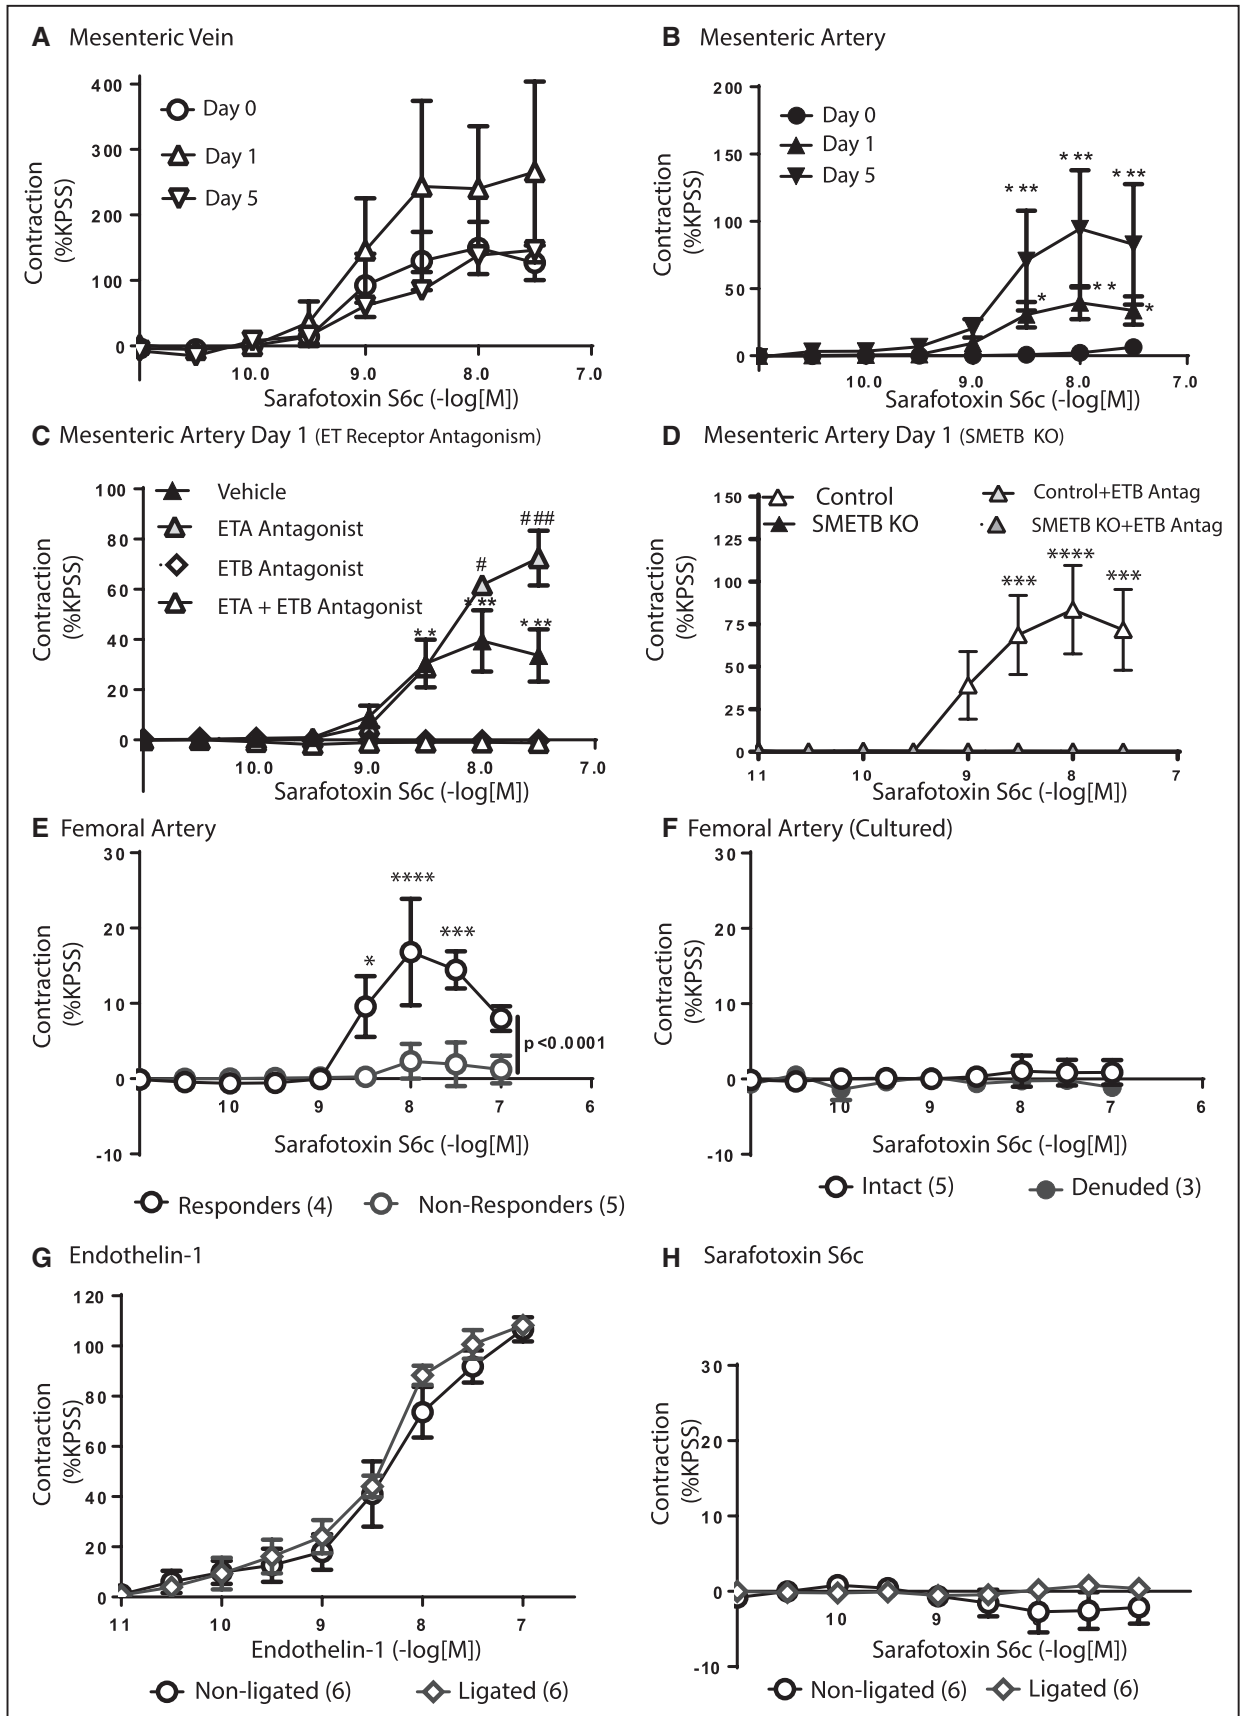 A Mesenteric Vein
400
300
200
100
0
Contraction
(%KPSS)
Day 0
Day 1
Day 5
10.0 9.0 8.0 7.0
Sarafotoxin S6c (-log[M])
B Mesenteric Artery
200
150
100
50
0
Contraction
(%KPSS)
Day 0
Day 1
Day 5
* **
* **
* **
*
* *
*
10.0 9.0 8.0 7.0
Sarafotoxin S6c (-log[M])
C Mesenteric Artery Day 1 (ET Receptor Antagonism)
100
80
60
40
20
0
Contraction
(%KPSS)
Vehicle
ETA Antagonist
ETB Antagonist
ETA + ETB Antagonist
###
#
* **
* *
* **
10.0 9.0 8.0 7.0
Sarafotoxin S6c (-log[M])
D Mesenteric Artery Day 1 (SMETB KO)
150
125
100
75
50
25
0
Contraction
(%KPSS)
Control
SMETB KO
Control+ETB Antag
SMETB KO+ETB Antag
***
****
***
11 10 9 8 7
Sarafotoxin S6c (-log[M])
E Femoral Artery
30
20
10
0
-10
Contraction
(%KPSS)
*
****
***
p <0.0001
10 9 8 7 6
Sarafotoxin S6c (-log[M])
Responders (4) Non-Responders (5)
F Femoral Artery (Cultured)
30
20
10
0
-10
Contraction
(%KPSS)
10 9 8 7 6
Sarafotoxin S6c (-log[M])
Intact (5) Denuded (3)
G Endothelin-1
120
100
80
60
40
20
0
Contraction
(%KPSS)
11 10 9 8 7
Endothelin-1 (-log[M])
Non-ligated (6) Ligated (6)
H Sarafotoxin S6c
30
20
10
0
-10
Contraction
(%KPSS)
10 9
Sarafotoxin S6c (-log[M])
Non-ligated (6) Ligated (6)